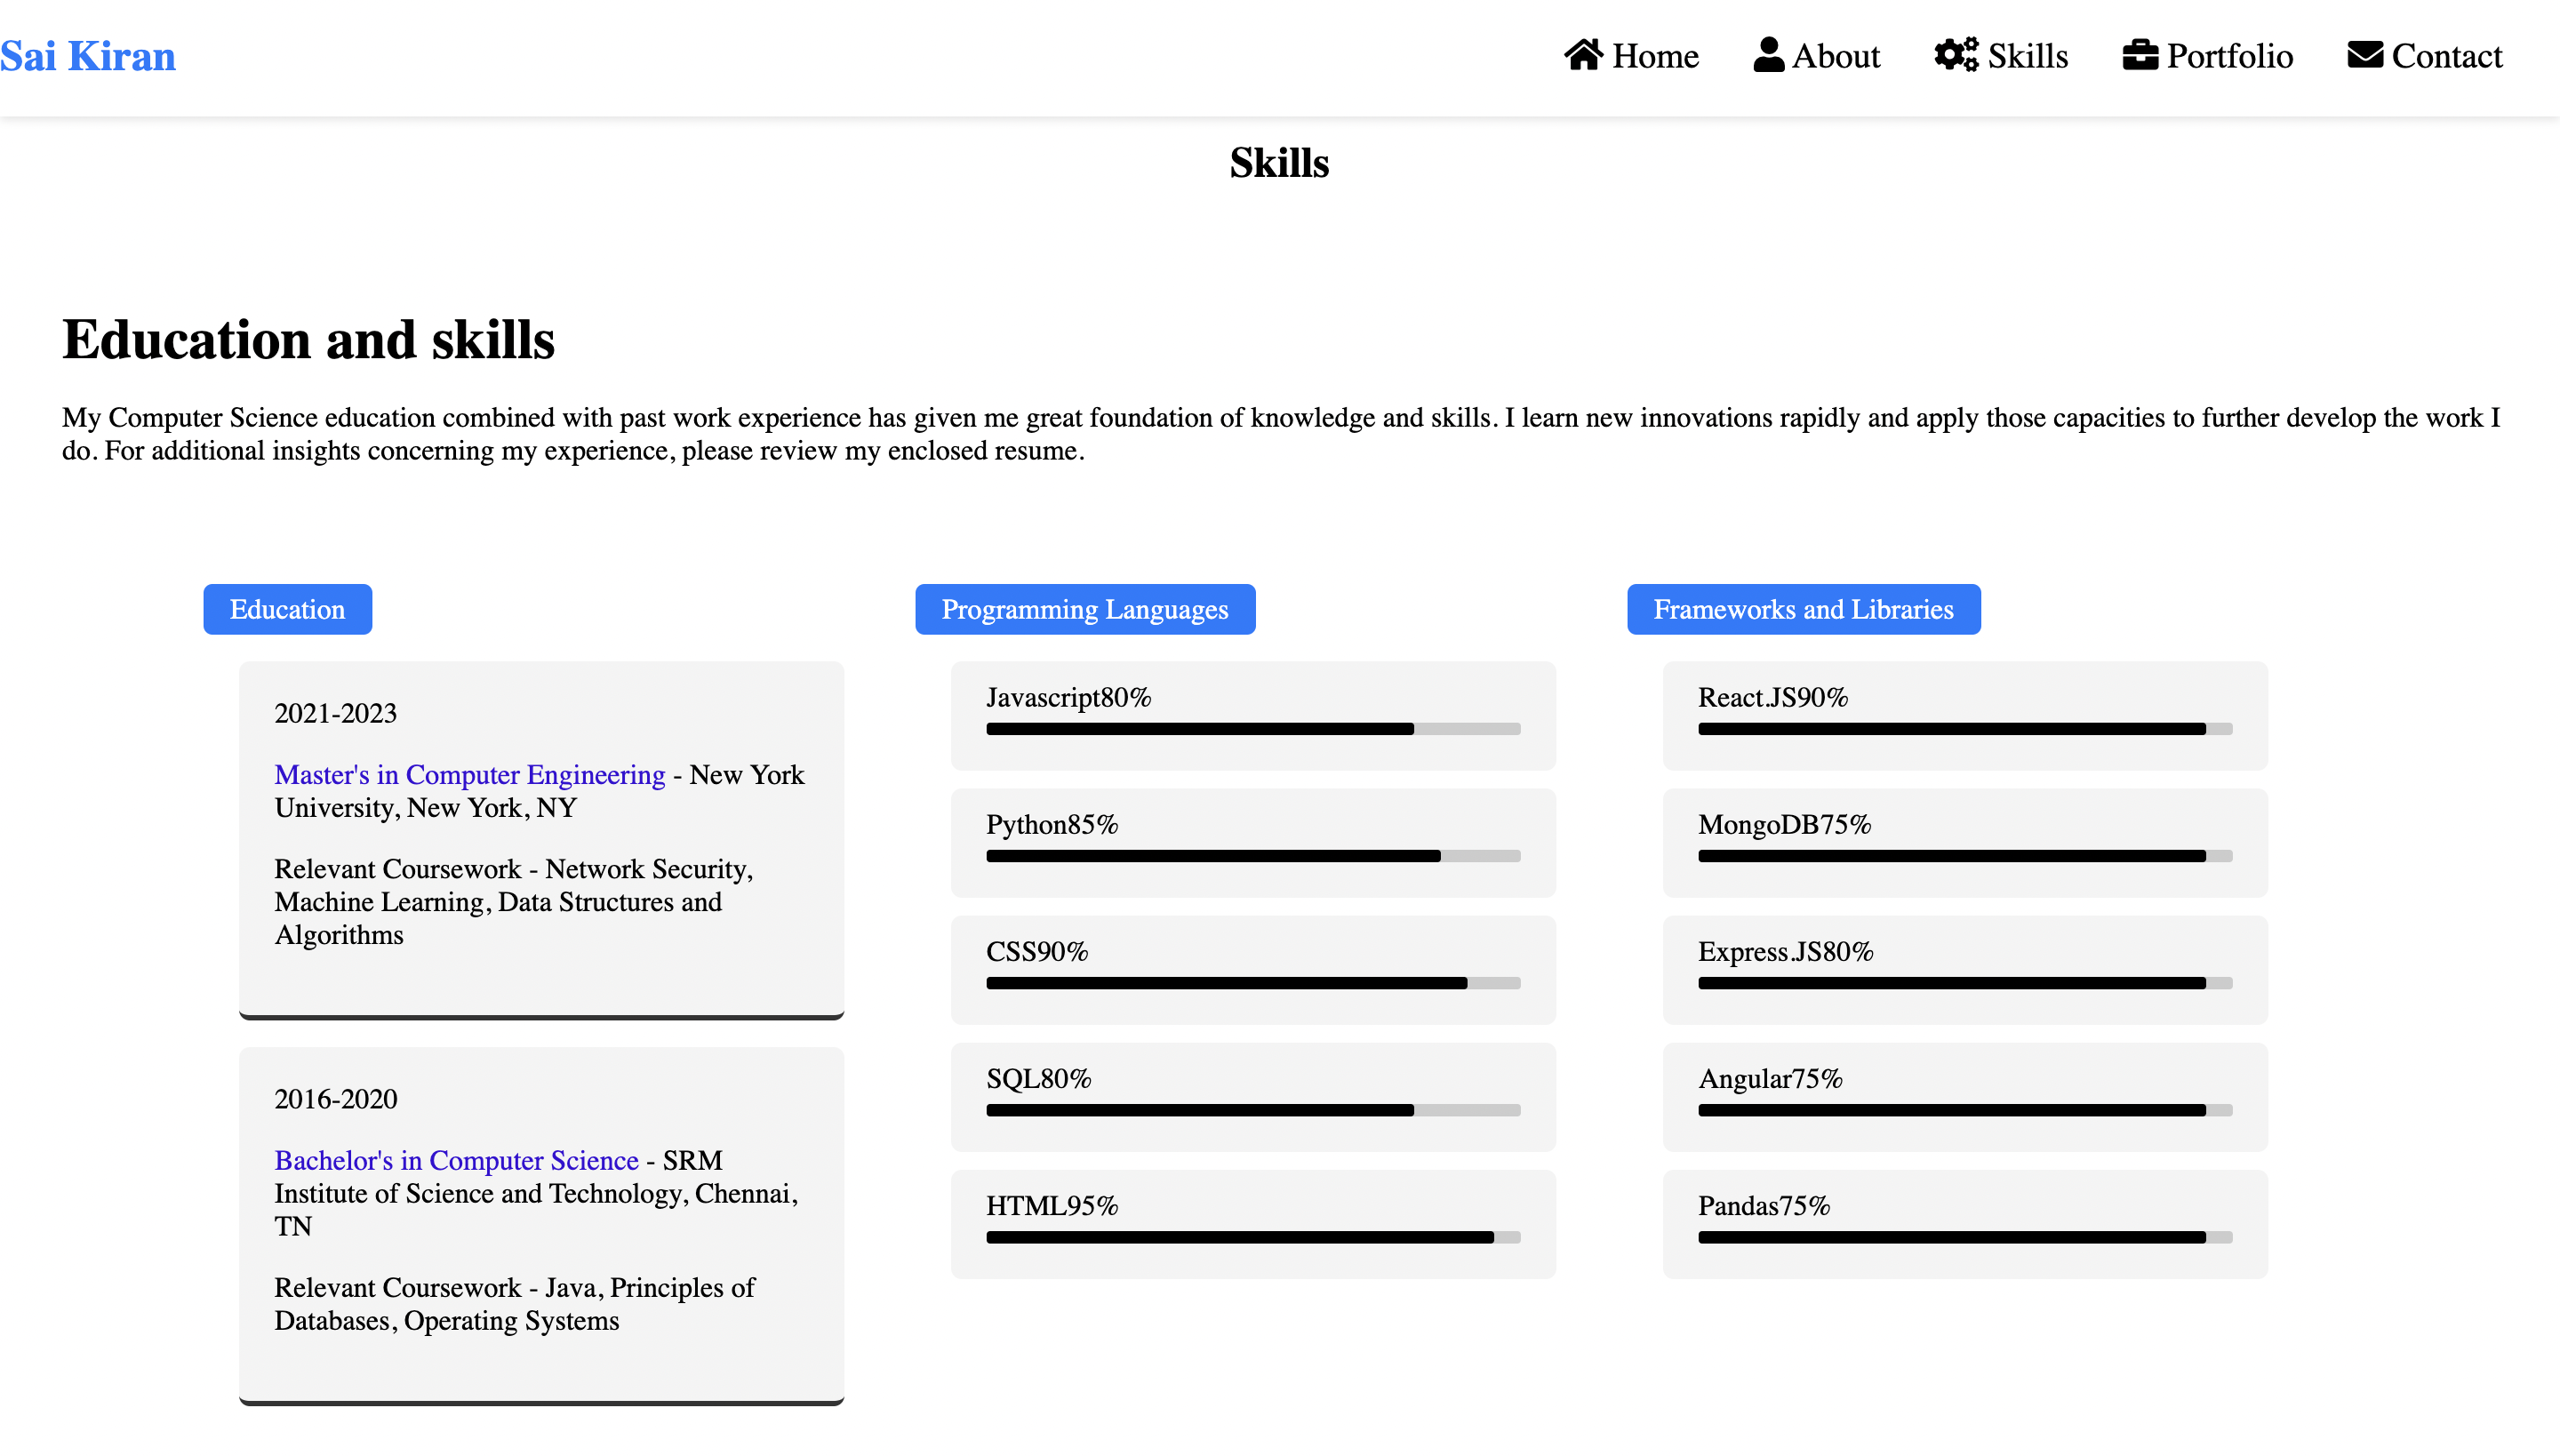 Sai Kiran
Home
About
Skills
Portfolio
Contact
Skills
Education and skills
My Computer Science education combined with past work experience has given me great foundation of knowledge and skills. I learn new innovations rapidly and apply those capacities to further develop the work I
do. For additional insights concerning my experience, please review my enclosed resume.
Education
2021-2023
Master's in Computer Engineering - New York
University, New York, NY
Relevant Coursework - Network Security,
Machine Learning, Data Structures and
Algorithms
2016-2020
Bachelor's in Computer Science - SRM
Institute of Science and Technology, Chennai,
TN
Relevant Coursework - Java, Principles of
Databases, Operating Systems
Programming Languages
Javascript80%
Python85%
CSS90%
SQL80%
HTML95%
Frameworks and Libraries
React.JS90%
MongoDB75%
Express.JS80%
Angular75%
Pandas75%